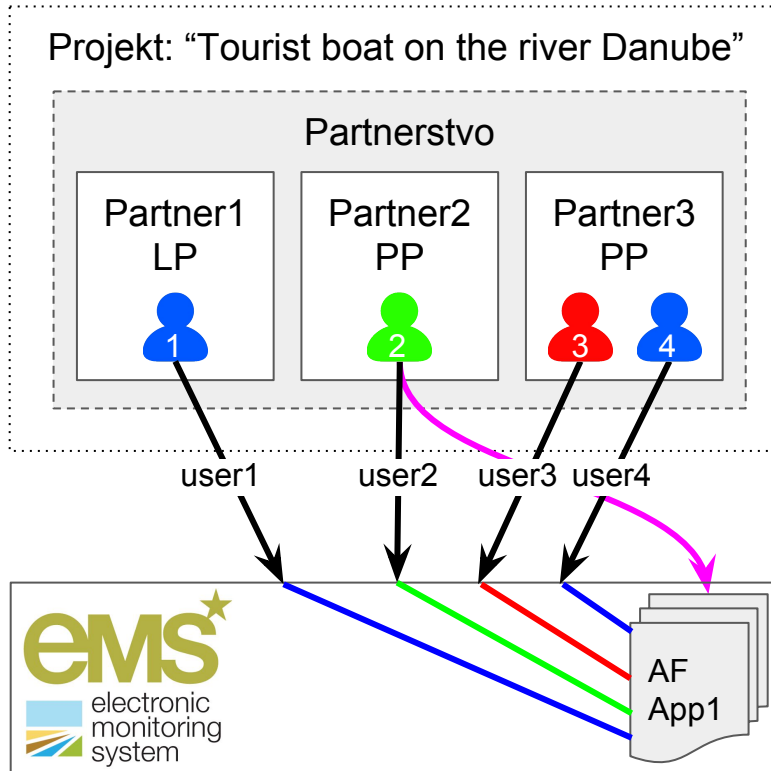 Projekt: “Tourist boat on the river Danube”
Partnerstvo
Partner1
LP
1
Partner2
PP
2
Partner3
PP
3
4
user1
user2
user3
user4
eMS
electronic
monitoring
system
AF
App1